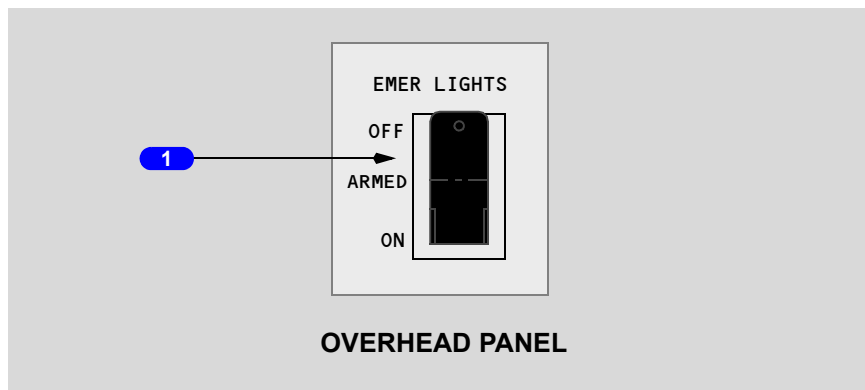 EMER LIGHTS
OFF
1
ARMED
ON
OVERHEAD PANEL